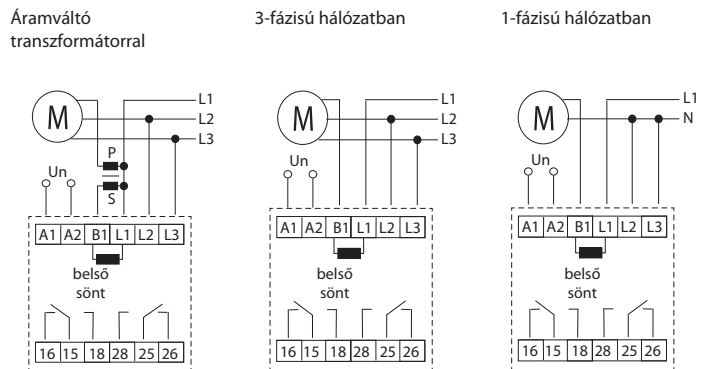 Áramváltó
transzformátorral
M
L1
L2
L3
P
S
Un
A1 A2 B1 L1 L2 L3
belső
sönt
16 15 18 28 25 26
3-fázisú hálózatban
M
L1
L2
L3
Un
A1 A2 B1 L1 L2 L3
belső
sönt
16 15 18 28 25 26
1-fázisú hálózatban
M
L1
N
Un
A1 A2 B1 L1 L2 L3
belső
sönt
16 15 18 28 25 26